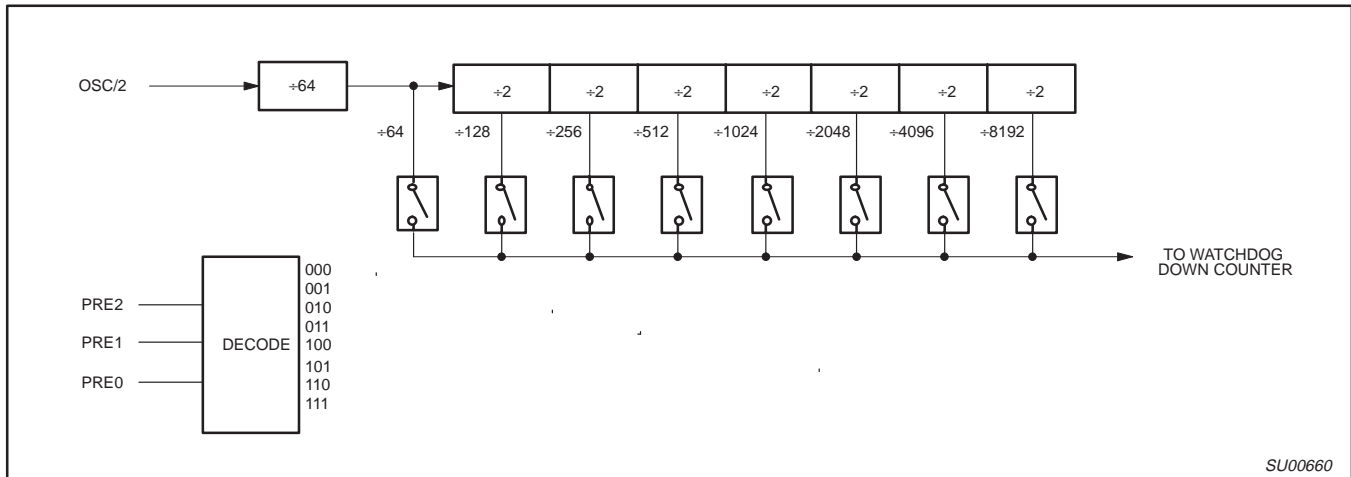 OSC/2
÷64
÷2 ÷2 ÷2 ÷2 ÷2 ÷2 ÷2
÷64 ÷128 ÷256 ÷512 ÷1024 ÷2048 ÷4096 ÷8192
TO WATCHDOG
DOWN COUNTER
PRE2
PRE1
PRE0
DECODE
000
001
010
011
100
101
110
111
SU00660